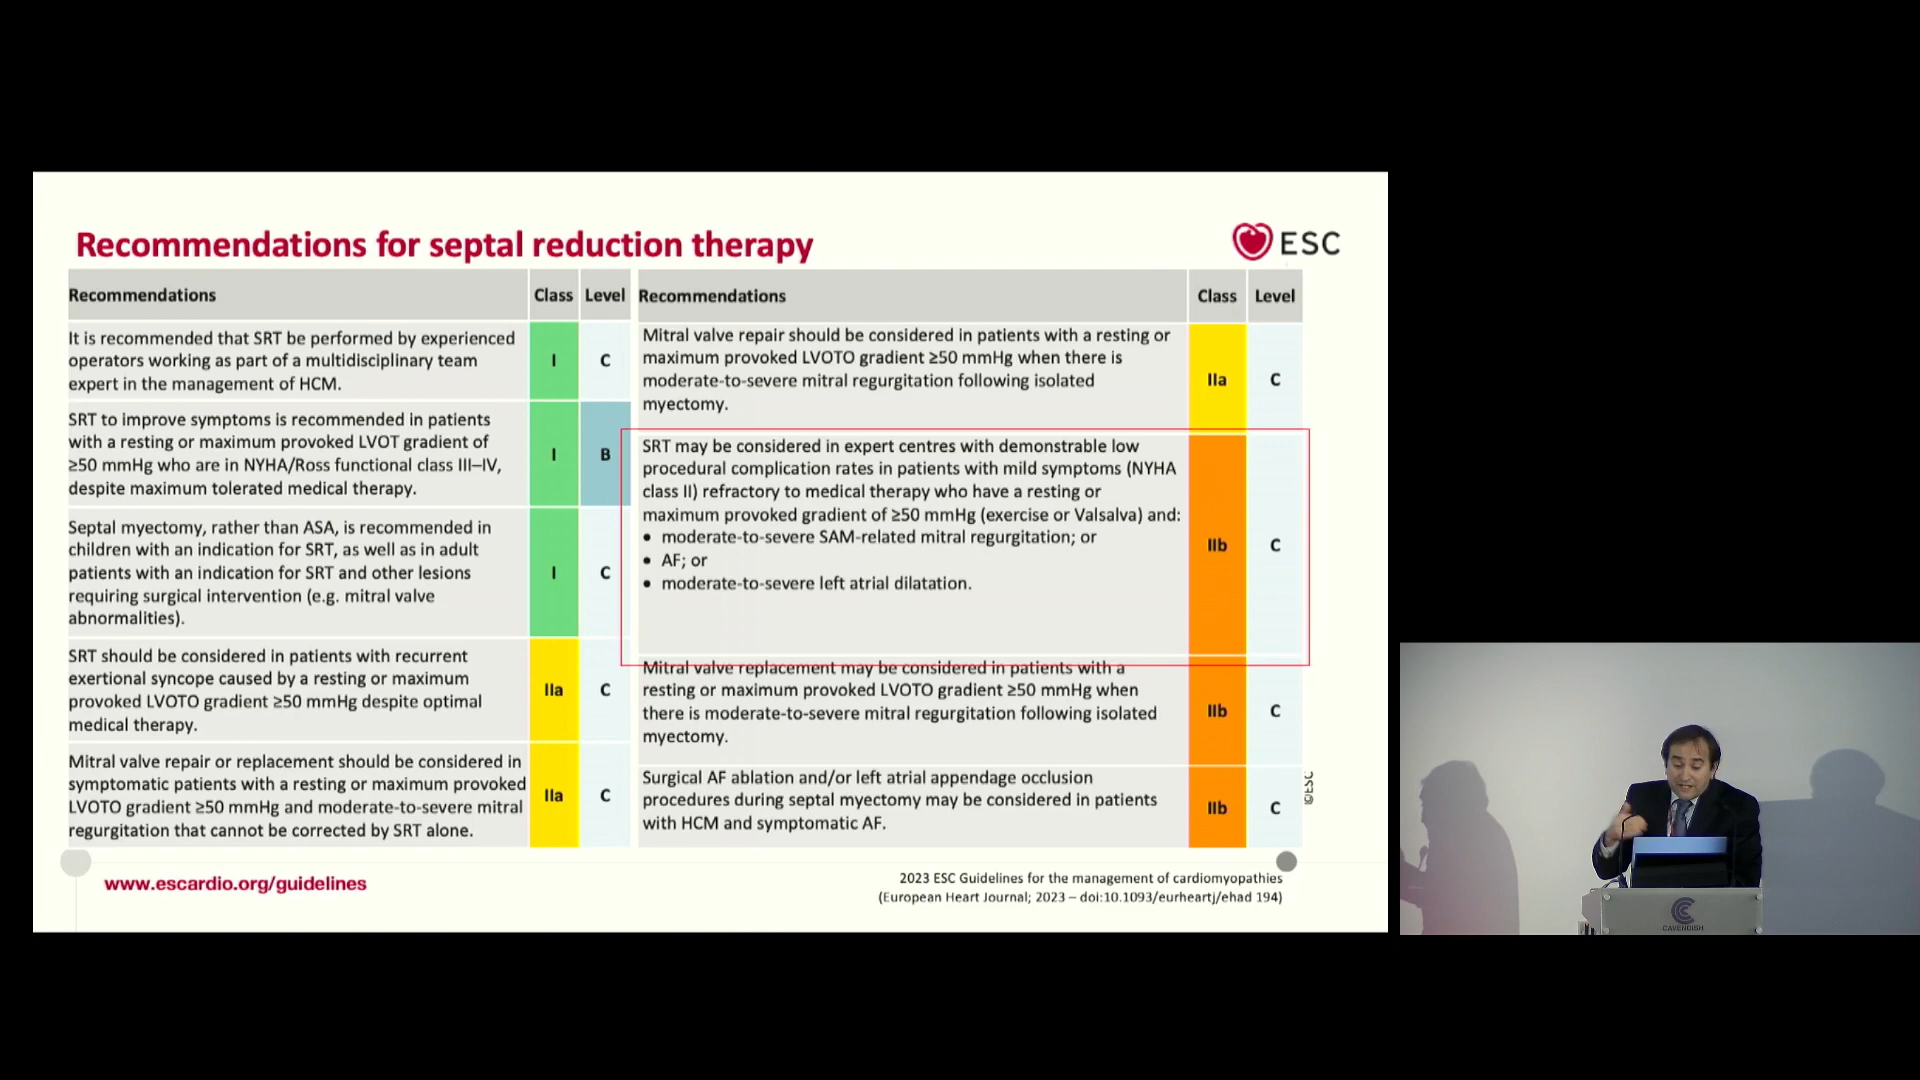 Recommendations for septal reduction therapy
ESC
Recommendations
Class
Level
It is recommended that SRT be performed by experienced
operators working as part of a multidisciplinary team
expert in the management of HCM.
I
C
SRT to improve symptoms is recommended in patients
with a resting or maximum provoked LVOT gradient of
≥50 mmHg who are in NYHA/Ross functional class III–IV,
despite maximum tolerated medical therapy.
I
B
Septal myectomy, rather than ASA, is recommended in
children with an indication for SRT, as well as in adult
patients with an indication for SRT and other lesions
requiring surgical intervention (e.g. mitral valve
abnormalities).
I
C
SRT should be considered in patients with recurrent
exertional syncope caused by a resting or maximum
provoked LVOTO gradient ≥50 mmHg despite optimal
medical therapy.
IIa
C
Mitral valve repair or replacement should be considered in
symptomatic patients with a resting or maximum provoked
LVOTO gradient ≥50 mmHg and moderate-to-severe mitral
regurgitation that cannot be corrected by SRT alone.
IIa
C
Recommendations
Class
Level
Mitral valve repair should be considered in patients with a resting or
maximum provoked LVOTO gradient ≥50 mmHg when there is
moderate-to-severe mitral regurgitation following isolated
myectomy.
IIa
C
SRT may be considered in expert centres with demonstrable low
procedural complication rates in patients with mild symptoms (NYHA
class II) refractory to medical therapy who have a resting or
maximum provoked gradient of ≥50 mmHg (exercise or Valsalva) and:
• moderate-to-severe SAM-related mitral regurgitation; or
• AF; or
• moderate-to-severe left atrial dilatation.
IIb
C
Mitral valve replacement may be considered in patients with a
resting or maximum provoked LVOTO gradient ≥50 mmHg when
there is moderate-to-severe mitral regurgitation following isolated
myectomy.
IIb
C
Surgical AF ablation and/or left atrial appendage occlusion
procedures during septal myectomy may be considered in patients
with HCM and symptomatic AF.
IIb
C
©ESC
www.escardio.org/guidelines
2023 ESC Guidelines for the management of cardiomyopathies
(European Heart Journal; 2023 – doi:10.1093/eurheartj/ehad 194)
CAVENDISH